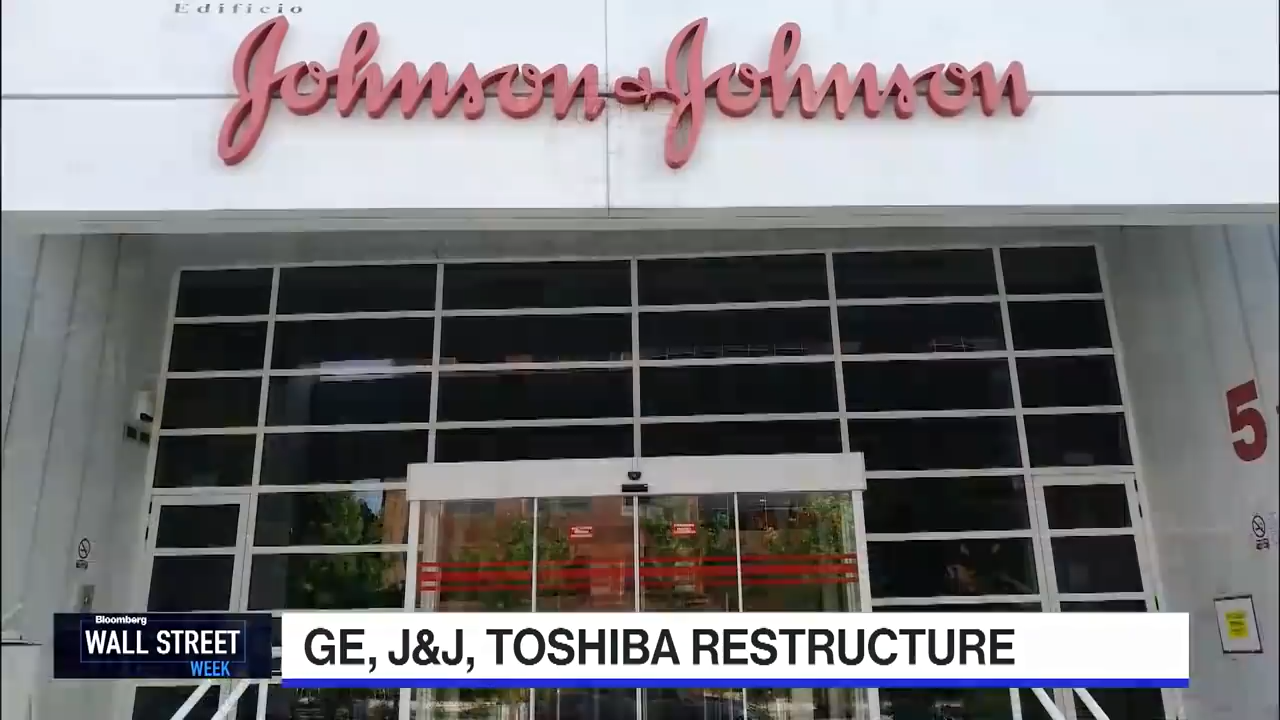 Edificio
Johnson & Johnson
5
Bloomberg
WALL STREET
WEEK
GE, J&J, TOSHIBA RESTRUCTURE